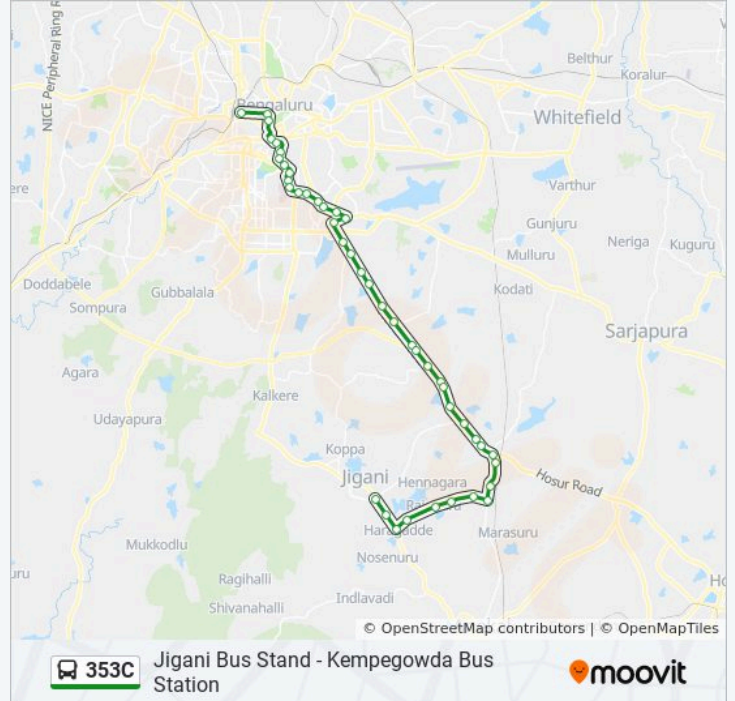 NICE Peripheral Ring R
Belthur
Koralur
Bengaluru
Whitefield
ere
Varthur
Gunjuru
Neriga
Kuguru
Mulluru
Doddabele
Kodati
Gubbalala
Sompura
Sarjapura
Agara
Kalkere
Udayapura
Koppa
Jigani
Hennagara
Hosur Road
Marasuru
Mukkodlu
Nosenuru
uru
Ragihalli
Indlavadi
Shivanahalli
© OpenStreetMap contributors | © OpenMapTiles
353C
Jigani Bus Stand - Kempegowda Bus
Station
moovit